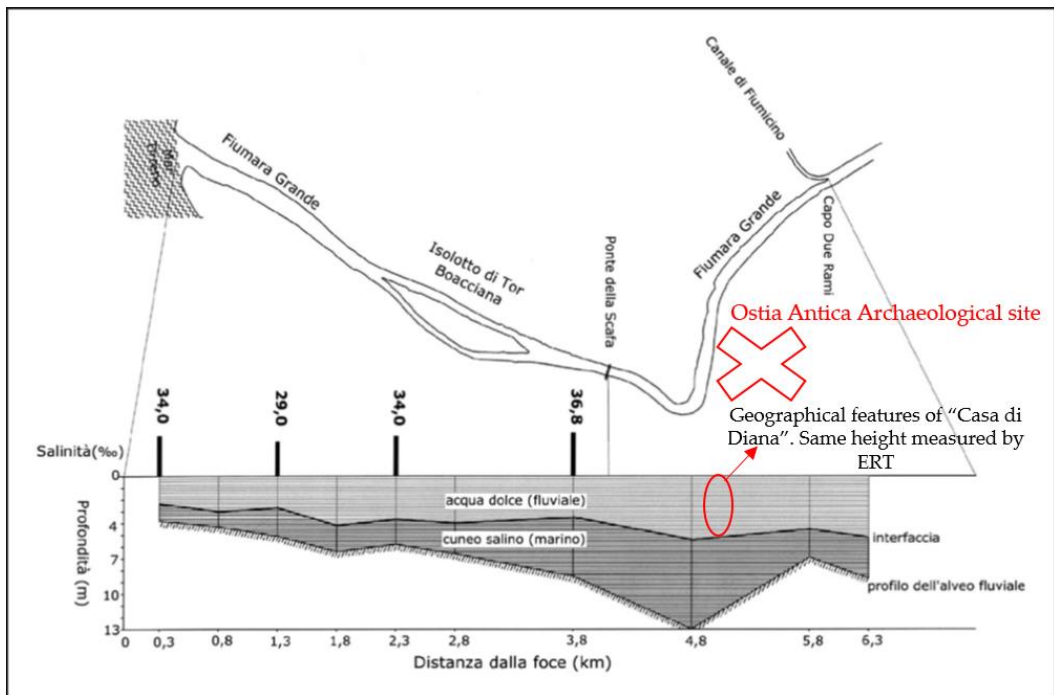 Canale di Fiumicino
Mar
Tirreno
Fiumara Grande
Isolotto di Tor
Boacciana
Ponte della Scafa
Fiumara Grande
Capo Due Rami
Ostia Antica Archaeological site
Geographical features of “Casa di
Diana”. Same height measured by
ERT
34,0
29,0
34,0
36,8
Salinità(‰)
Profondità (m)
0
4
7
10
13
acqua dolce (fluviale)
cuneo salino (marino)
interfaccia
profilo dell'alveo fluviale
0 0,3 0,8 1,3 1,8 2,3 2,8 3,8 4,8 5,8 6,3
Distanza dalla foce (km)